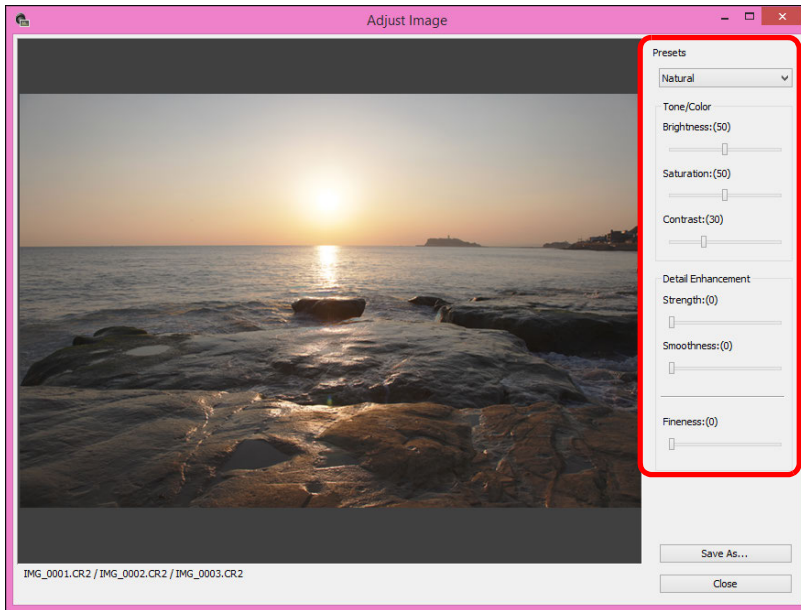 Adjust Image
Presets
Natural
Tone/Color
Brightness:(50)
Saturation:(50)
Contrast:(30)
Detail Enhancement
Strength:(0)
Smoothness:(0)
Fineness:(0)
Save As...
Close
IMG_0001.CR2 / IMG_0002.CR2 / IMG_0003.CR2